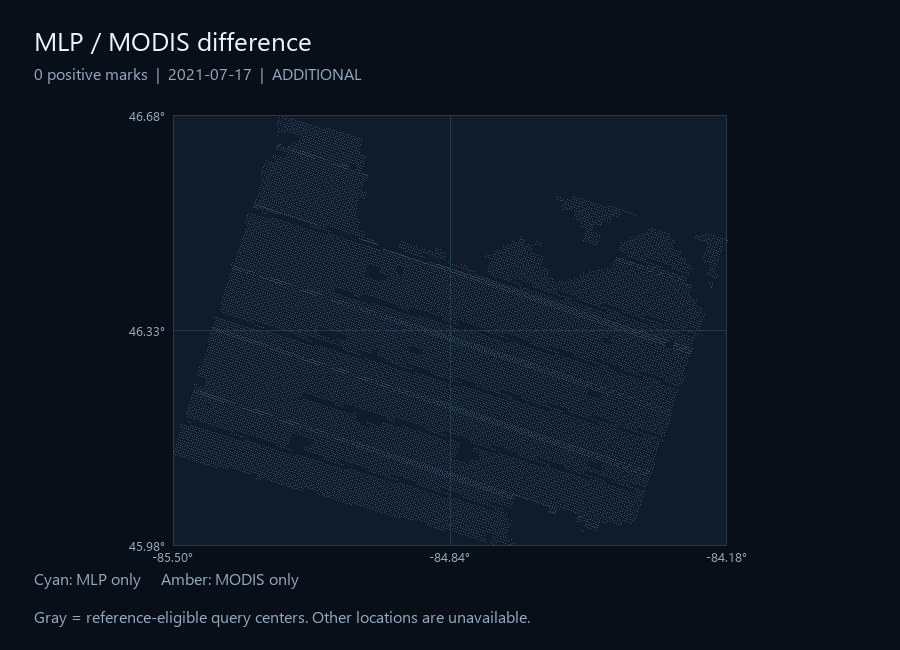 MLP / MODIS difference
0 positive marks | 2021-07-17 | ADDITIONAL
46.68°
46.33°
45.98°
-85.50° -84.84° -84.18°
Cyan: MLP only Amber: MODIS only
Gray = reference-eligible query centers. Other locations are unavailable.